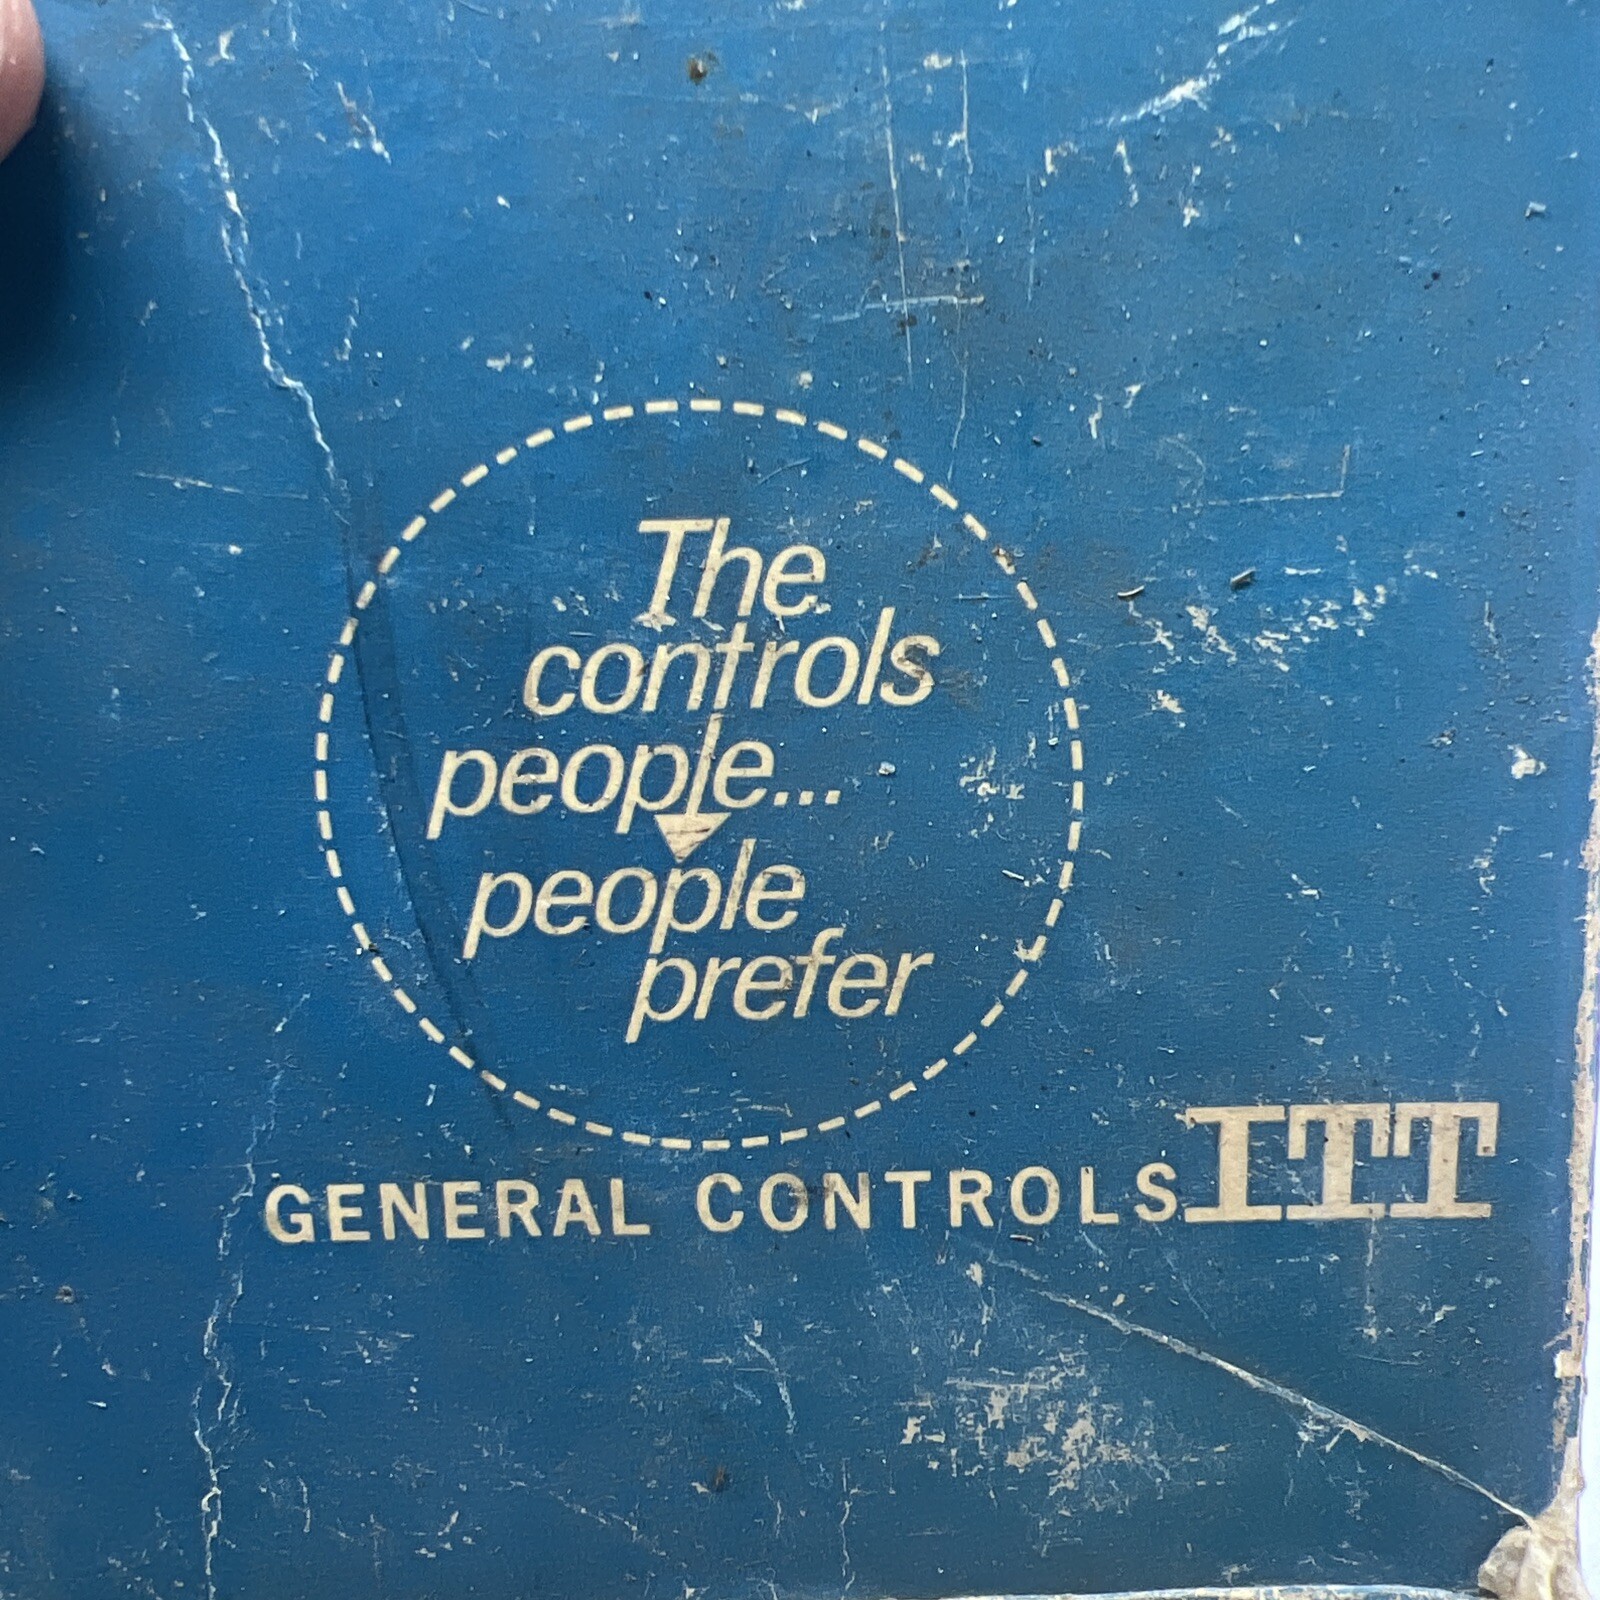 The
controls
people...
people
prefer
GENERAL CONTROLS ITT